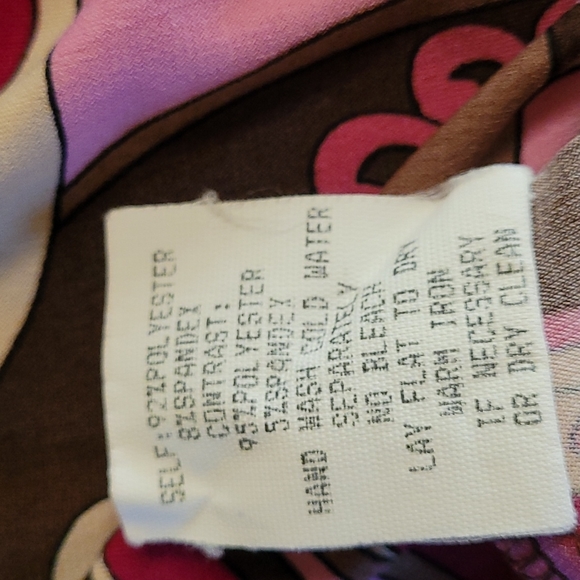 SELF:92%POLYESTER
8%SPANDEX
CONTRAST:
95%POLYESTER
5%SPANDEX
HAND WASH COLD WATER
SEPARATELY
NO BLEACH
LAY FLAT TO DRY
WARM IRON
IF NECESSARY
OR DRY CLEAN